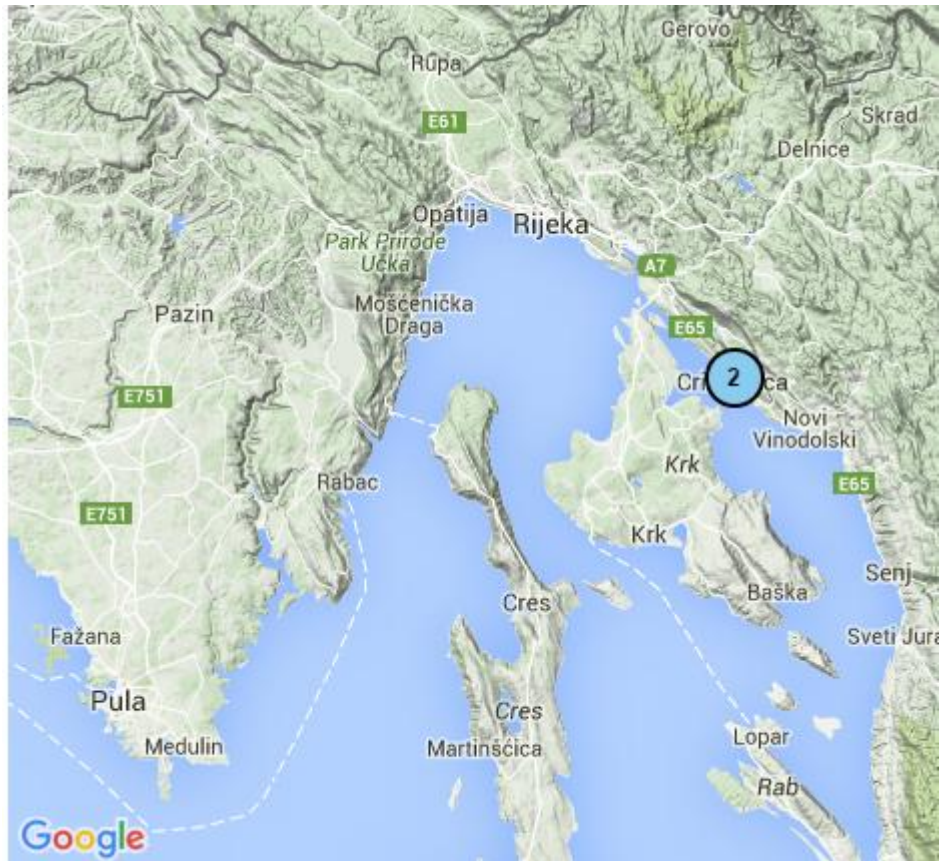 Gerovo
Rupa
Skrad
E61
Delnice
Opatija
Rijeka
Park Prirode
Učka
A7
Mošćenička
Draga
Pazin
E65
2
E751
Novi
Vinodolski
Krk
Rabac
E65
E751
Krk
Senj
Baška
Cres
Fažana
Sveti Jura
Pula
Cres
Medulin
Martinšćica
Lopar
Rab
Google